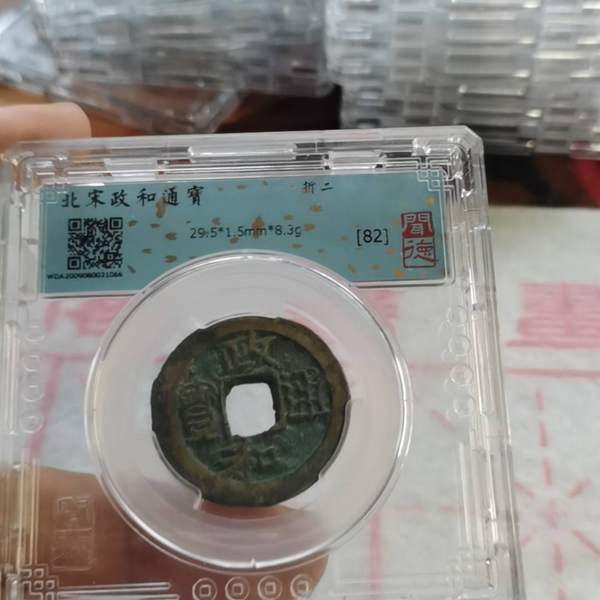 北宋政和通寶
折二
29.5*1.5mm*8.3g
[82]
聞德
政和通寶